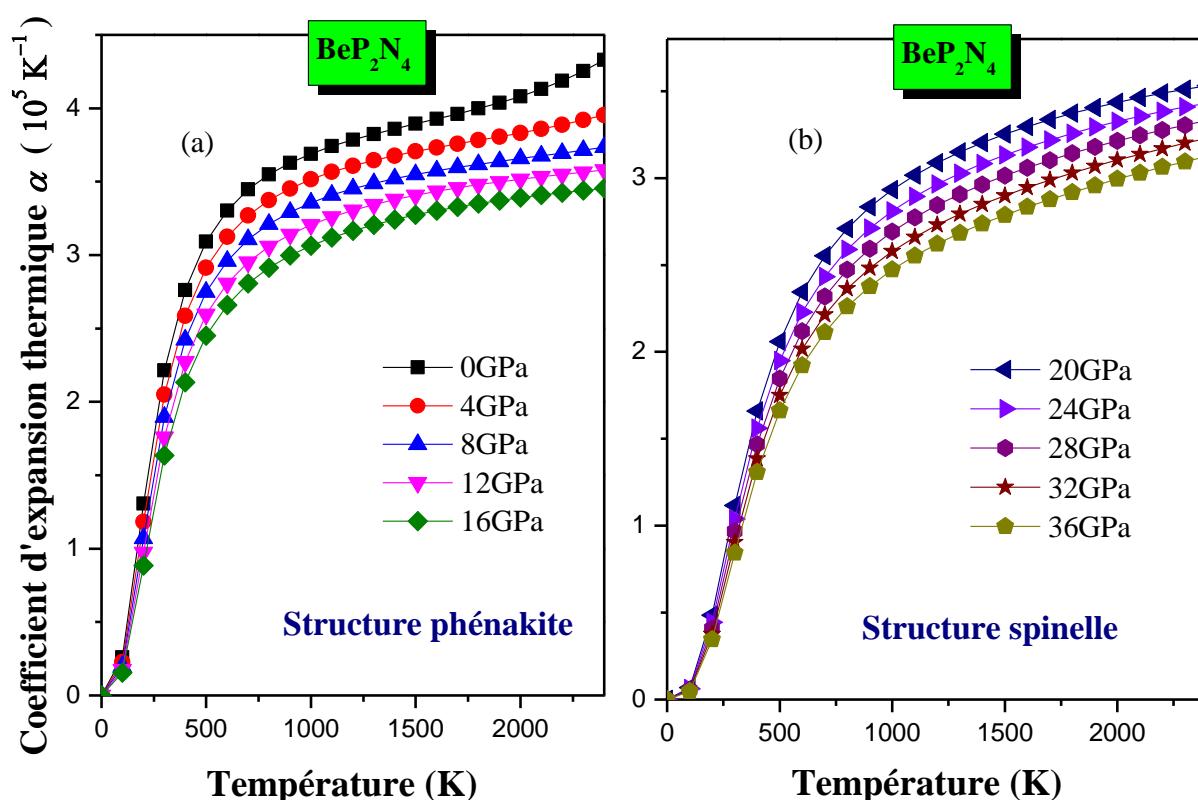 Coefficient d'expansion thermique α ( 10⁵ K⁻¹)
BeP₂N₄
(a)
4
3
2
1
0
0GPa
4GPa
8GPa
12GPa
16GPa
Structure phénakite
0 500 1000 1500 2000
Température (K)
BeP₂N₄
(b)
3
2
1
0
20GPa
24GPa
28GPa
32GPa
36GPa
Structure spinelle
0 500 1000 1500 2000
Température (K)